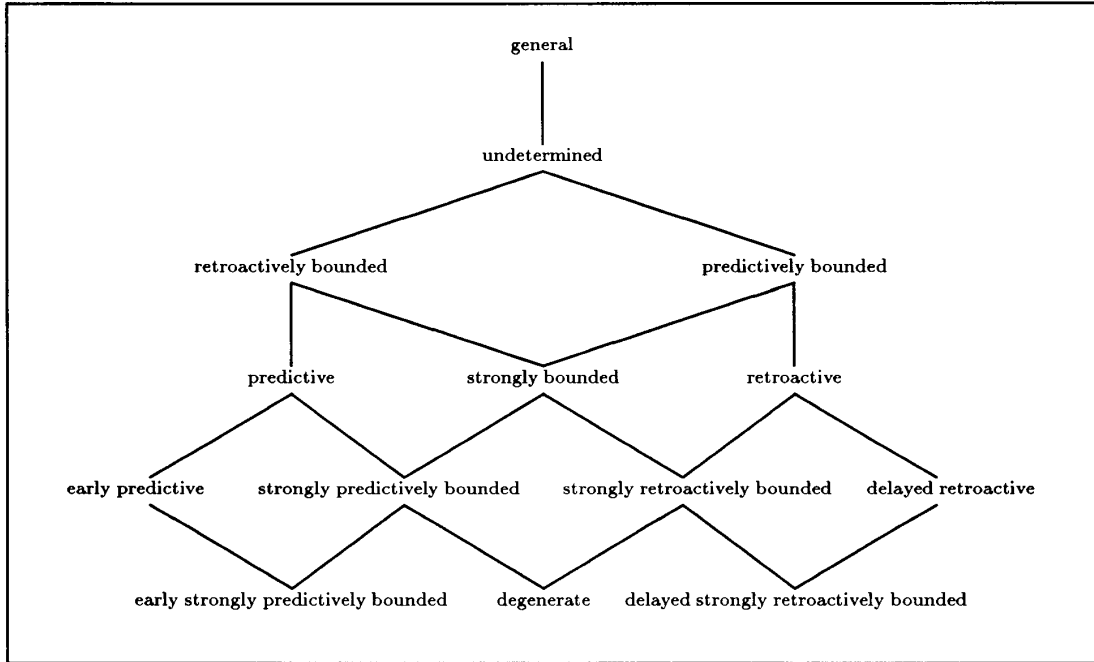 general
undetermined
retroactively bounded predictively bounded
predictive strongly bounded retroactive
early predictive strongly predictively bounded strongly retroactively bounded delayed retroactive
early strongly predictively bounded degenerate delayed strongly retroactively bounded